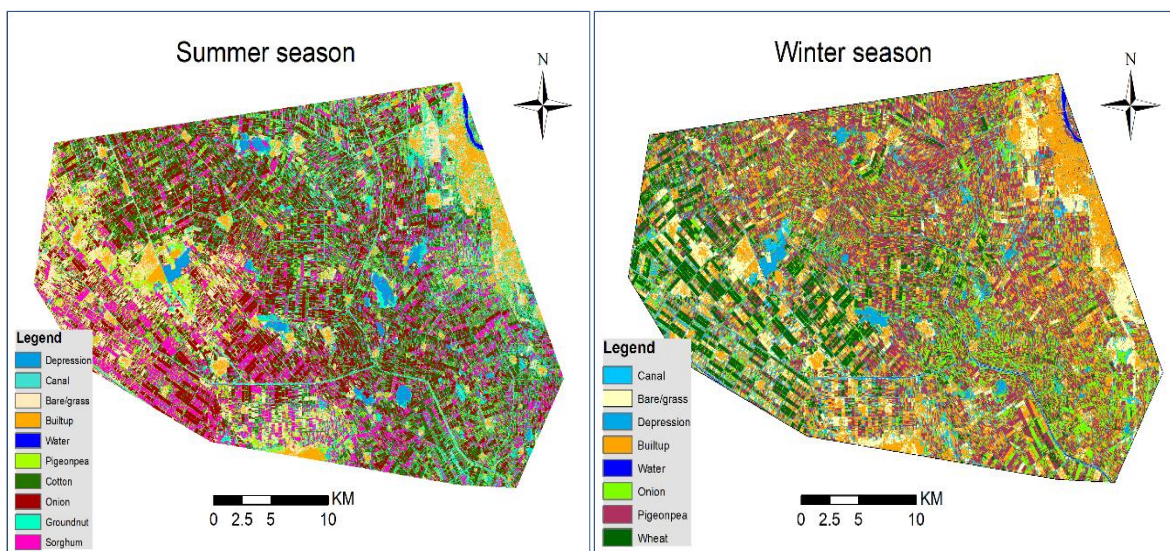 Summer season
N
Legend
Depression
Canal
Bare/grass
Builtup
Water
Pigeonpea
Cotton
Onion
Groundnut
Sorghum
KM
0 2.5 5 10
Winter season
N
Legend
Canal
Bare/grass
Depression
Builtup
Water
Onion
Pigeonpea
Wheat
KM
0 2.5 5 10